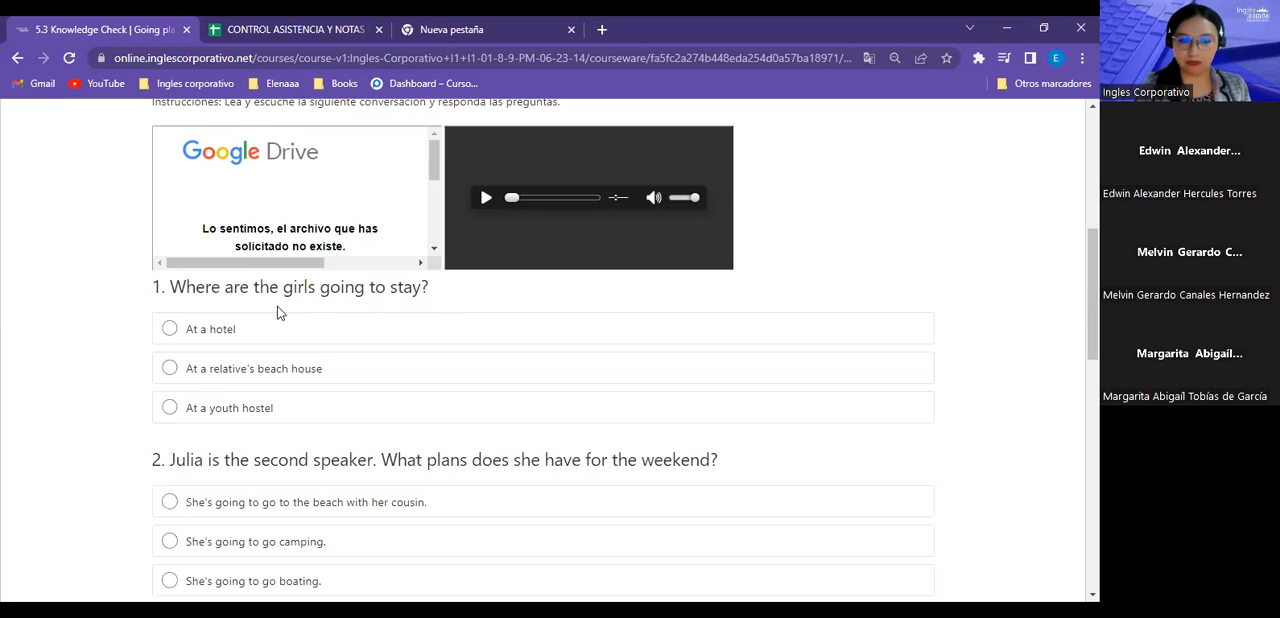 5.3 Knowledge Check | Going pla
CONTROL ASISTENCIA Y NOTAS
Nueva pestaña
online.inglescorporativo.net/courses/course-v1:Ingles-Corporativo+I1+I1-01-8-9-PM-06-23-14/courseware/fa5fc2a274b448eda254d0a57ba18971/...
E
Gmail
YouTube
Ingles corporativo
Elenaaa
Books
Dashboard – Curso...
Otros marcadores
Instrucciones: Lea y escuche la siguiente conversación y responda las preguntas.
Google Drive
Lo sentimos, el archivo que has
solicitado no existe.
1. Where are the girls going to stay?
At a hotel
At a relative's beach house
At a youth hostel
2. Julia is the second speaker. What plans does she have for the weekend?
She's going to go to the beach with her cousin.
She's going to go camping.
She's going to go boating.
Ingles Corporativo
Edwin Alexander...
Edwin Alexander Hercules Torres
Melvin Gerardo C...
Melvin Gerardo Canales Hernandez
Margarita Abigaíl...
Margarita Abigaíl Tobías de García